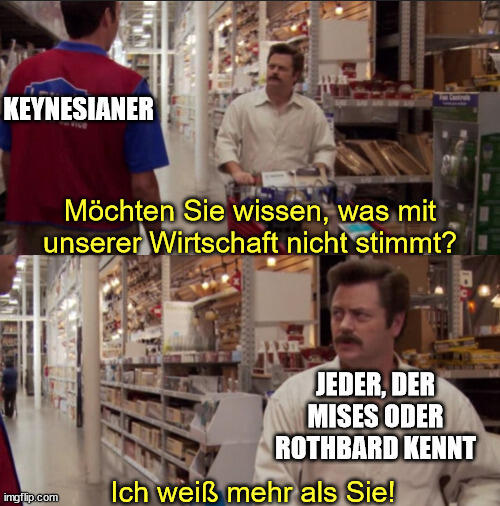 KEYNESIANER
Möchten Sie wissen, was mit
unserer Wirtschaft nicht stimmt?
JEDER, DER
MISES ODER
ROTHBARD KENNT
Ich weiß mehr als Sie!
imgflip.com